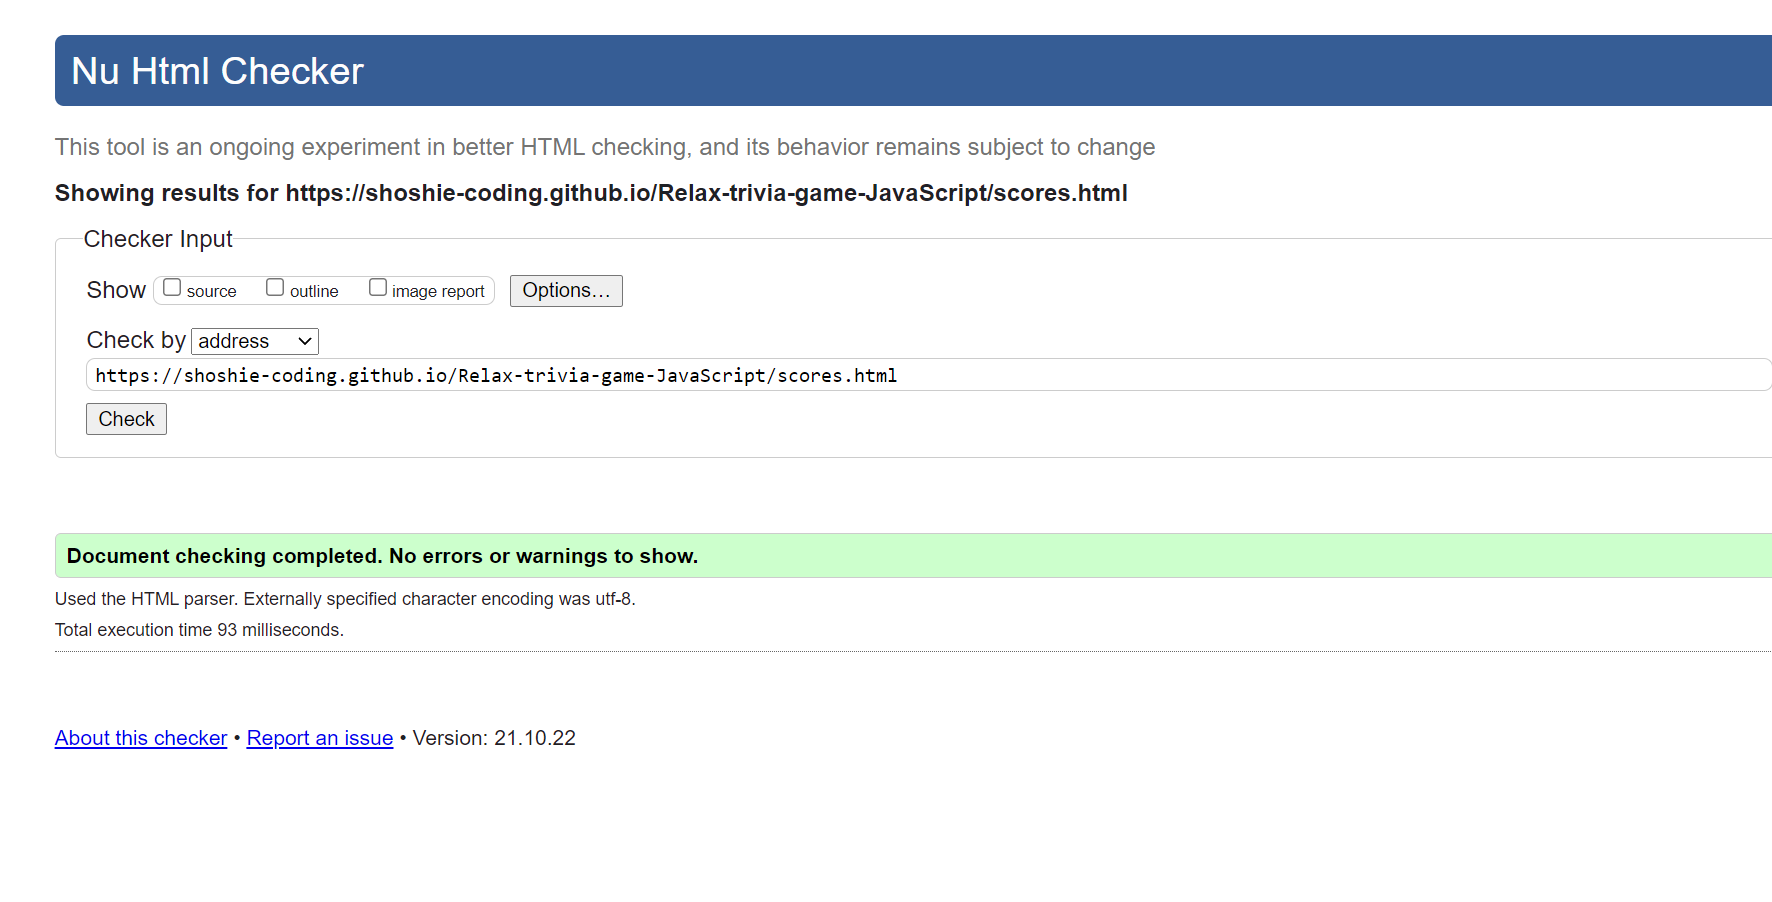 Nu Html Checker
This tool is an ongoing experiment in better HTML checking, and its behavior remains subject to change
Showing results for https://shoshie-coding.github.io/Relax-trivia-game-JavaScript/scores.html
Checker Input
Show source outline image report Options...
Check by address
https://shoshie-coding.github.io/Relax-trivia-game-JavaScript/scores.html
Check
Document checking completed. No errors or warnings to show.
Used the HTML parser. Externally specified character encoding was utf-8.
Total execution time 93 milliseconds.
About this checker • Report an issue • Version: 21.10.22